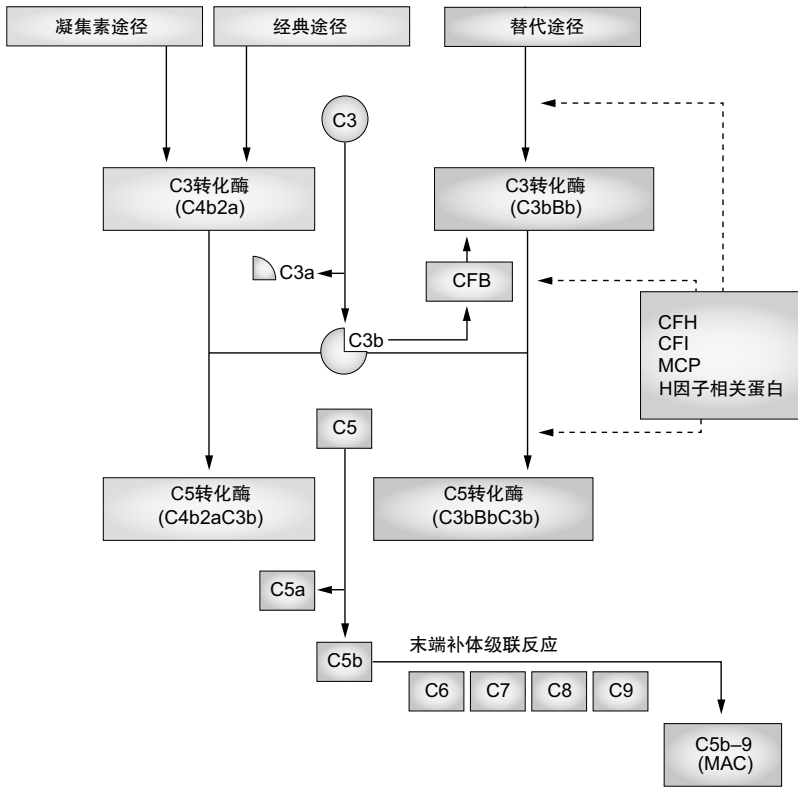 凝集素途径
经典途径
替代途径
C3
C3转化酶
(C4b2a)
C3转化酶
(C3bBb)
C3a
CFB
C3b
CFH
CFI
MCP
H因子相关蛋白
C5
C5转化酶
(C4b2aC3b)
C5转化酶
(C3bBbC3b)
C5a
C5b
末端补体级联反应
C6
C7
C8
C9
C5b–9
(MAC)